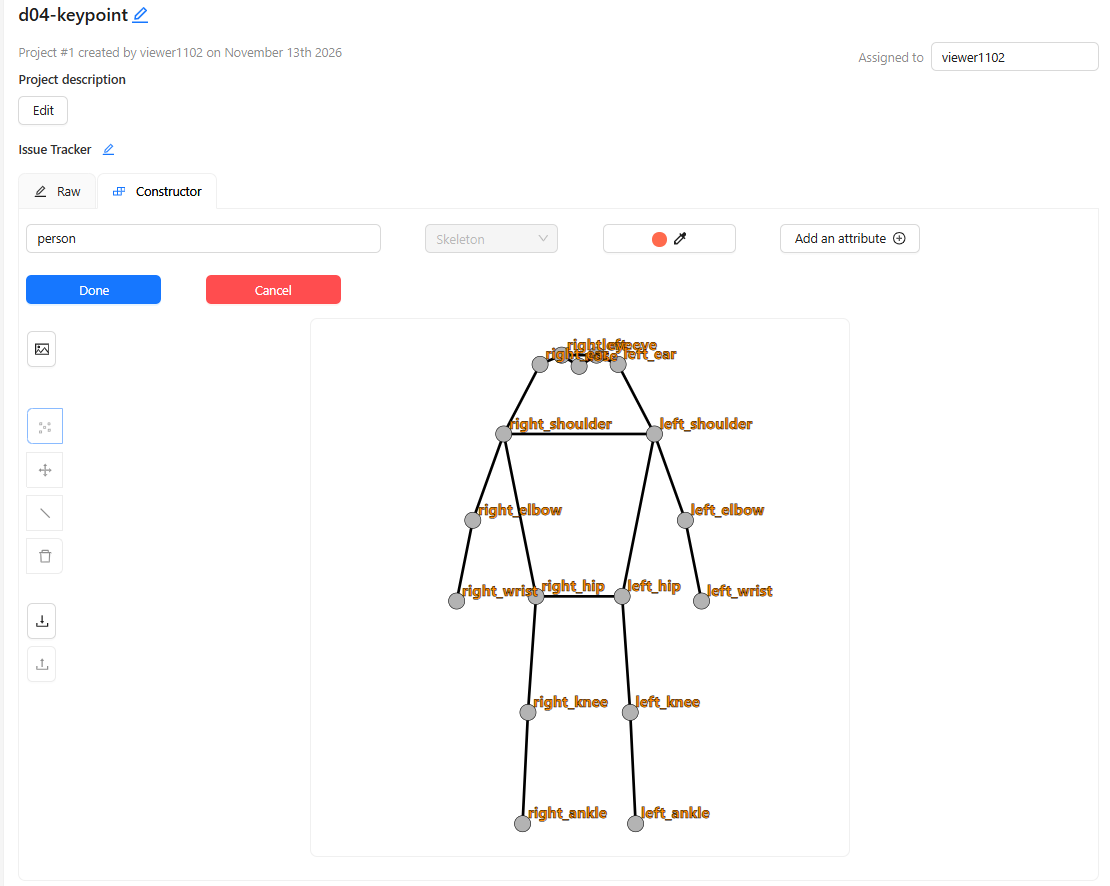 d04-keypoint
Project #1 created by viewer1102 on November 13th 2026
Assigned to viewer1102
Project description
Edit
Issue Tracker
Raw Constructor
person Skeleton Add an attribute
Done Cancel
left_ear
right_shoulder left_shoulder
right_elbow left_elbow
right_wrist right_hip left_hip left_wrist
right_knee left_knee
right_ankle left_ankle